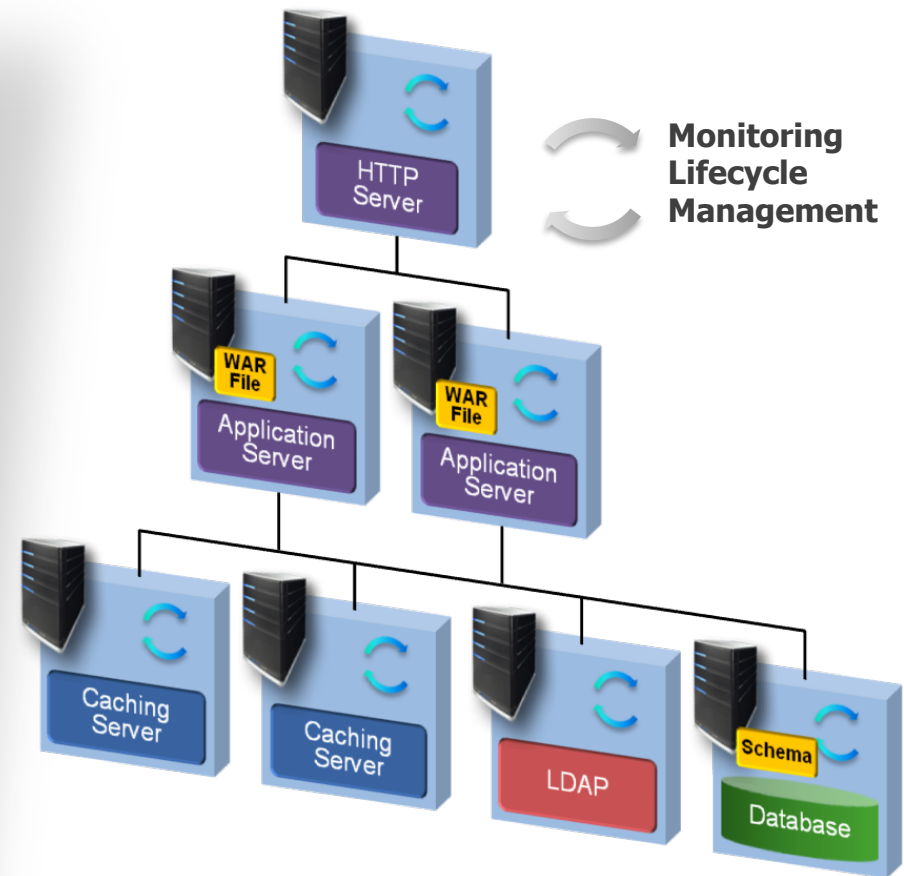 HTTP
Server
Monitoring
Lifecycle
Management
WAR
File
Application
Server
WAR
File
Application
Server
Caching
Server
Caching
Server
LDAP
Schema
Database